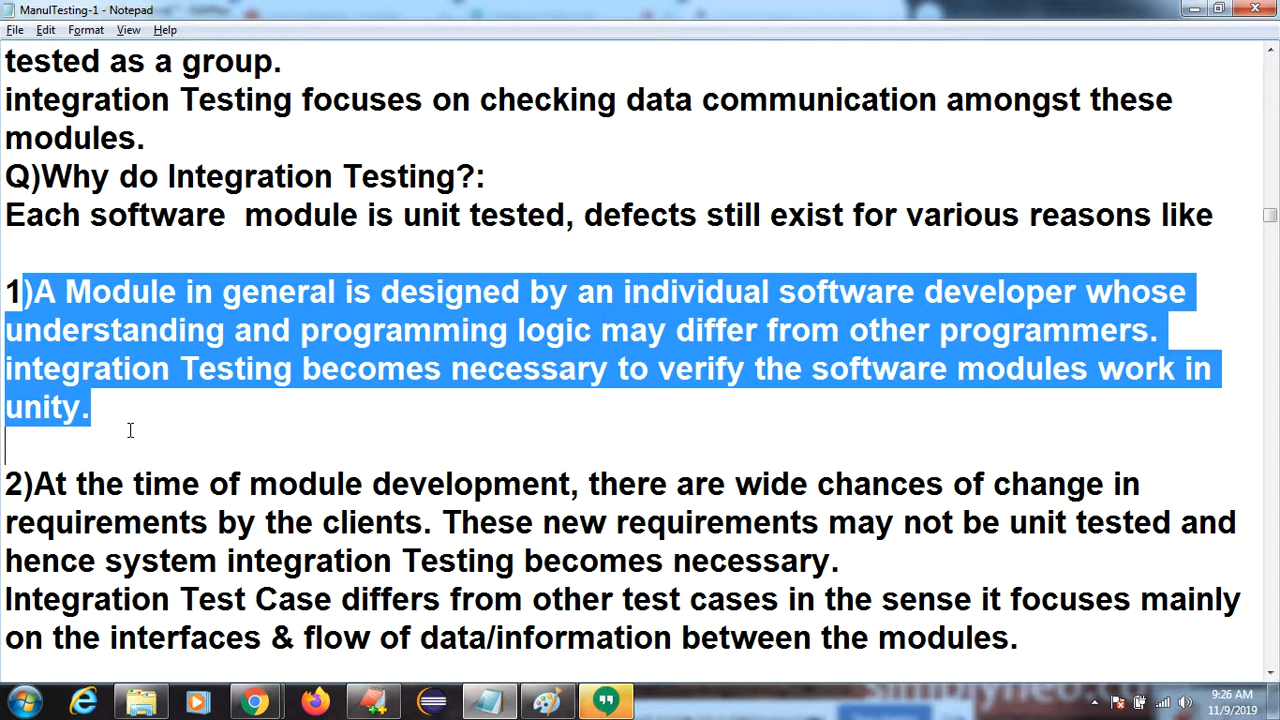 ManulTesting-1 - Notepad
File Edit Format View Help
tested as a group.
integration Testing focuses on checking data communication amongst these
modules.
Q)Why do Integration Testing?:
Each software  module is unit tested, defects still exist for various reasons like
1)A Module in general is designed by an individual software developer whose
understanding and programming logic may differ from other programmers.
integration Testing becomes necessary to verify the software modules work in
unity.
2)At the time of module development, there are wide chances of change in
requirements by the clients. These new requirements may not be unit tested and
hence system integration Testing becomes necessary.
Integration Test Case differs from other test cases in the sense it focuses mainly
on the interfaces & flow of data/information between the modules.
9:26 AM
11/9/2019